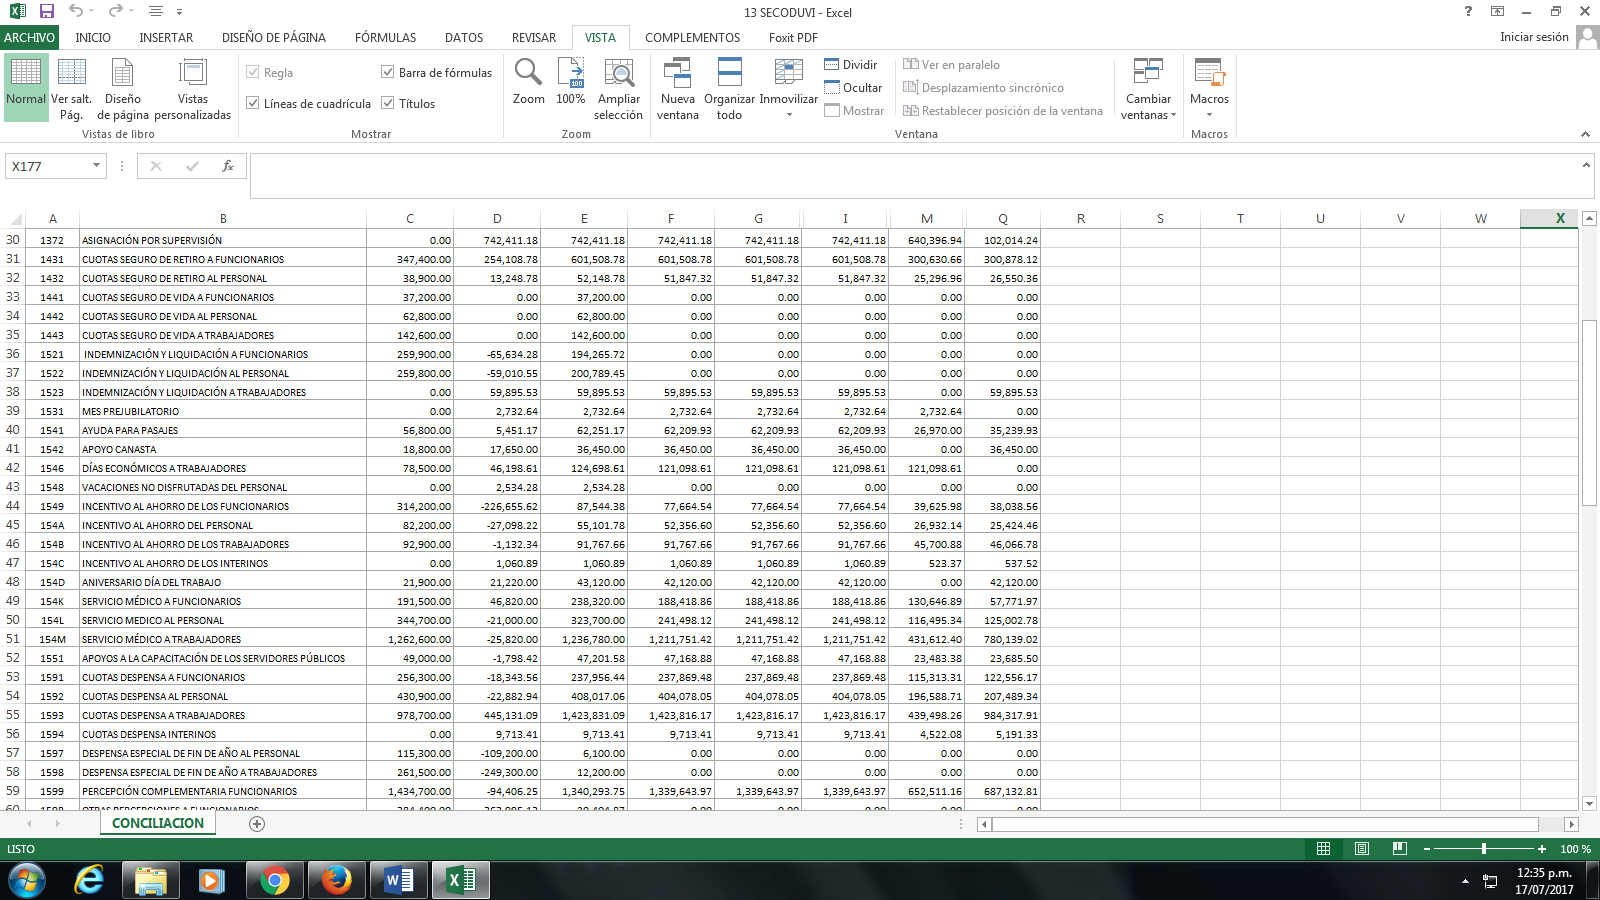 13 SECODUVI - Excel
?
ARCHIVO INICIO INSERTAR DISEÑO DE PÁGINA FÓRMULAS DATOS REVISAR VISTA COMPLEMENTOS Foxit PDF Iniciar sesión
Normal Ver salt. Pág. Diseño de página Vistas personalizadas
Vistas de libro
Regla Barra de fórmulas
Líneas de cuadrícula Títulos
Mostrar
Zoom 100% Ampliar selección
Zoom
Nueva ventana Organizar todo Inmovilizar
Dividir
Ocultar
Mostrar
Ver en paralelo
Desplazamiento sincrónico
Restablecer posición de la ventana
Cambiar ventanas
Ventana
Macros
Macros
X177 fx
A B C D E F G I M Q R S T U V W X
30 1372 ASIGNACIÓN POR SUPERVISIÓN 0.00 742,411.18 742,411.18 742,411.18 742,411.18 742,411.18 640,396.94 102,014.24
31 1431 CUOTAS SEGURO DE RETIRO A FUNCIONARIOS 347,400.00 254,108.78 601,508.78 601,508.78 601,508.78 601,508.78 300,630.66 300,878.12
32 1432 CUOTAS SEGURO DE RETIRO AL PERSONAL 38,900.00 13,248.78 52,148.78 51,847.32 51,847.32 51,847.32 25,296.96 26,550.36
33 1441 CUOTAS SEGURO DE VIDA A FUNCIONARIOS 37,200.00 0.00 37,200.00 0.00 0.00 0.00 0.00 0.00
34 1442 CUOTAS SEGURO DE VIDA AL PERSONAL 62,800.00 0.00 62,800.00 0.00 0.00 0.00 0.00 0.00
35 1443 CUOTAS SEGURO DE VIDA A TRABAJADORES 142,600.00 0.00 142,600.00 0.00 0.00 0.00 0.00 0.00
36 1521 INDEMNIZACIÓN Y LIQUIDACIÓN A FUNCIONARIOS 259,900.00 -65,634.28 194,265.72 0.00 0.00 0.00 0.00 0.00
37 1522 INDEMNIZACIÓN Y LIQUIDACIÓN AL PERSONAL 259,800.00 -59,010.55 200,789.45 0.00 0.00 0.00 0.00 0.00
38 1523 INDEMNIZACIÓN Y LIQUIDACIÓN A TRABAJADORES 0.00 59,895.53 59,895.53 59,895.53 59,895.53 59,895.53 0.00 59,895.53
39 1531 MES PREJUBILATORIO 0.00 2,732.64 2,732.64 2,732.64 2,732.64 2,732.64 2,732.64 0.00
40 1541 AYUDA PARA PASAJES 56,800.00 5,451.17 62,251.17 62,209.93 62,209.93 62,209.93 26,970.00 35,239.93
41 1542 APOYO CANASTA 18,800.00 17,650.00 36,450.00 36,450.00 36,450.00 36,450.00 0.00 36,450.00
42 1546 DÍAS ECONÓMICOS A TRABAJADORES 78,500.00 46,198.61 124,698.61 121,098.61 121,098.61 121,098.61 121,098.61 0.00
43 1548 VACACIONES NO DISFRUTADAS DEL PERSONAL 0.00 2,534.28 2,534.28 0.00 0.00 0.00 0.00 0.00
44 1549 INCENTIVO AL AHORRO DE LOS FUNCIONARIOS 314,200.00 -226,655.62 87,544.38 77,664.54 77,664.54 77,664.54 39,625.98 38,038.56
45 154A INCENTIVO AL AHORRO DEL PERSONAL 82,200.00 -27,098.22 55,101.78 52,356.60 52,356.60 52,356.60 26,932.14 25,424.46
46 154B INCENTIVO AL AHORRO DE LOS TRABAJADORES 92,900.00 -1,132.34 91,767.66 91,767.66 91,767.66 91,767.66 45,700.88 46,066.78
47 154C INCENTIVO AL AHORRO DE LOS INTERINOS 0.00 1,060.89 1,060.89 1,060.89 1,060.89 1,060.89 523.37 537.52
48 154D ANIVERSARIO DÍA DEL TRABAJO 21,900.00 21,220.00 43,120.00 42,120.00 42,120.00 42,120.00 0.00 42,120.00
49 154K SERVICIO MÉDICO A FUNCIONARIOS 191,500.00 46,820.00 238,320.00 188,418.86 188,418.86 188,418.86 130,646.89 57,771.97
50 154L SERVICIO MEDICO AL PERSONAL 344,700.00 -21,000.00 323,700.00 241,498.12 241,498.12 241,498.12 116,495.34 125,002.78
51 154M SERVICIO MÉDICO A TRABAJADORES 1,262,600.00 -25,820.00 1,236,780.00 1,211,751.42 1,211,751.42 1,211,751.42 431,612.40 780,139.02
52 1551 APOYOS A LA CAPACITACIÓN DE LOS SERVIDORES PÚBLICOS 49,000.00 -1,798.42 47,201.58 47,168.88 47,168.88 47,168.88 23,483.38 23,685.50
53 1591 CUOTAS DESPENSA A FUNCIONARIOS 256,300.00 -18,343.56 237,956.44 237,869.48 237,869.48 237,869.48 115,313.31 122,556.17
54 1592 CUOTAS DESPENSA AL PERSONAL 430,900.00 -22,882.94 408,017.06 404,078.05 404,078.05 404,078.05 196,588.71 207,489.34
55 1593 CUOTAS DESPENSA A TRABAJADORES 978,700.00 445,131.09 1,423,831.09 1,423,816.17 1,423,816.17 1,423,816.17 439,498.26 984,317.91
56 1594 CUOTAS DESPENSA INTERINOS 0.00 9,713.41 9,713.41 9,713.41 9,713.41 9,713.41 4,522.08 5,191.33
57 1597 DESPENSA ESPECIAL DE FIN DE AÑO AL PERSONAL 115,300.00 -109,200.00 6,100.00 0.00 0.00 0.00 0.00 0.00
58 1598 DESPENSA ESPECIAL DE FIN DE AÑO A TRABAJADORES 261,500.00 -249,300.00 12,200.00 0.00 0.00 0.00 0.00 0.00
59 1599 PERCEPCIÓN COMPLEMENTARIA FUNCIONARIOS 1,434,700.00 -94,406.25 1,340,293.75 1,339,643.97 1,339,643.97 1,339,643.97 652,511.16 687,132.81
CONCILIACION
LISTO 100 %
12:35 p.m.
17/07/2017